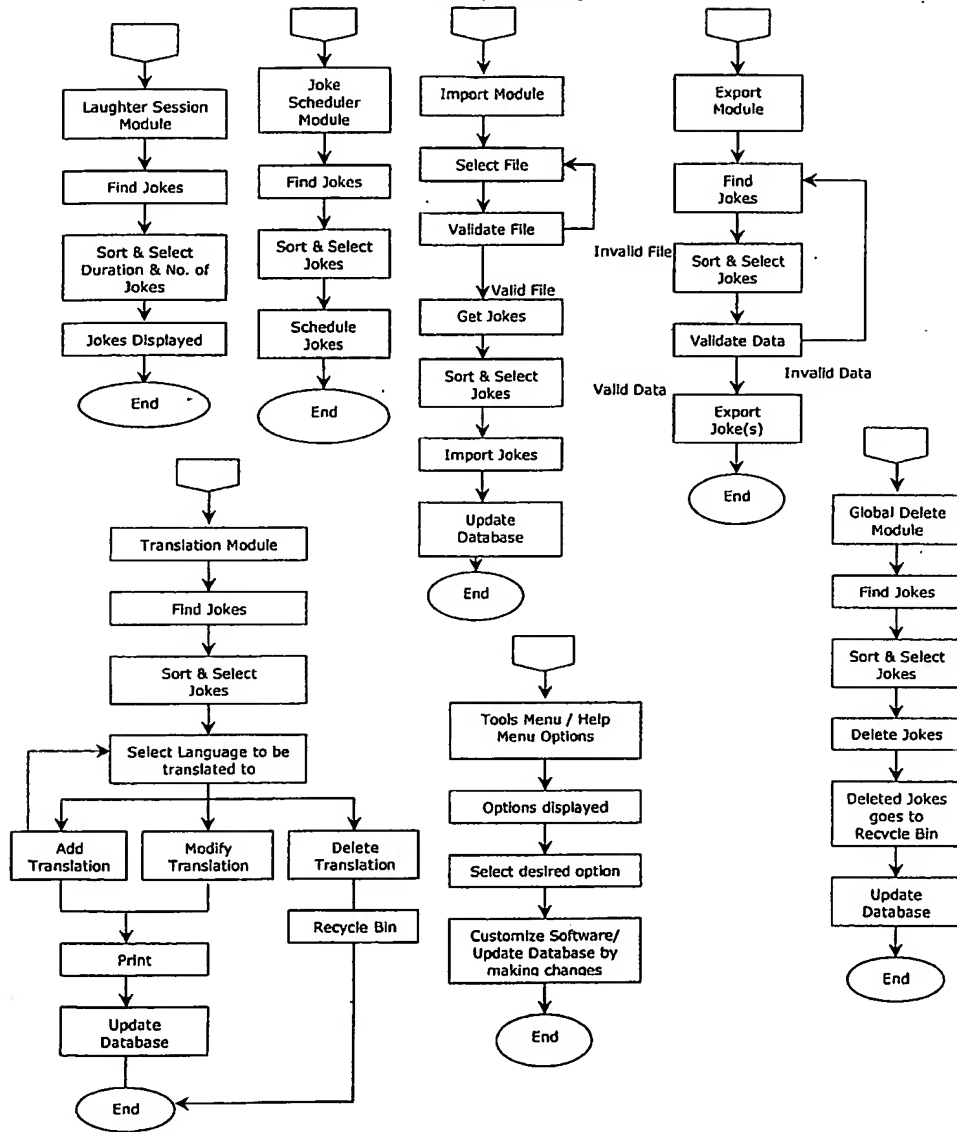 Laughter Session
Module
Find Jokes
Sort & Select
Duration & No. of
Jokes
Jokes Displayed
End
Joke
Scheduler
Module
Find Jokes
Sort & Select
Jokes
Schedule
Jokes
End
Import Module
Select File
Validate File
Valid File
Get Jokes
Sort & Select
Jokes
Import Jokes
Update
Database
End
Export
Module
Find
Jokes
Invalid File
Sort & Select
Jokes
Validate Data
Invalid Data
Valid Data
Export
Joke(s)
End
Translation Module
Find Jokes
Sort & Select
Jokes
Select Language to be
translated to
Add
Translation
Modify
Translation
Delete
Translation
Recycle Bin
Print
Update
Database
End
Tools Menu / Help
Menu Options
Options displayed
Select desired option
Customize Software/
Update Database by
making changes
End
Global Delete
Module
Find Jokes
Sort & Select
Jokes
Delete Jokes
Deleted Jokes
goes to
Recycle Bin
Update
Database
End